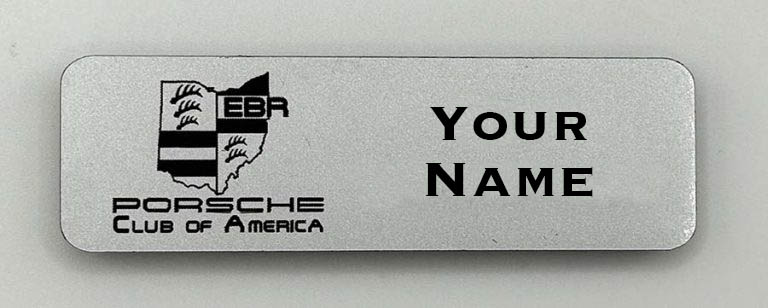 EBR
PORSCHE
CLUB OF AMERICA
YOUR
NAME